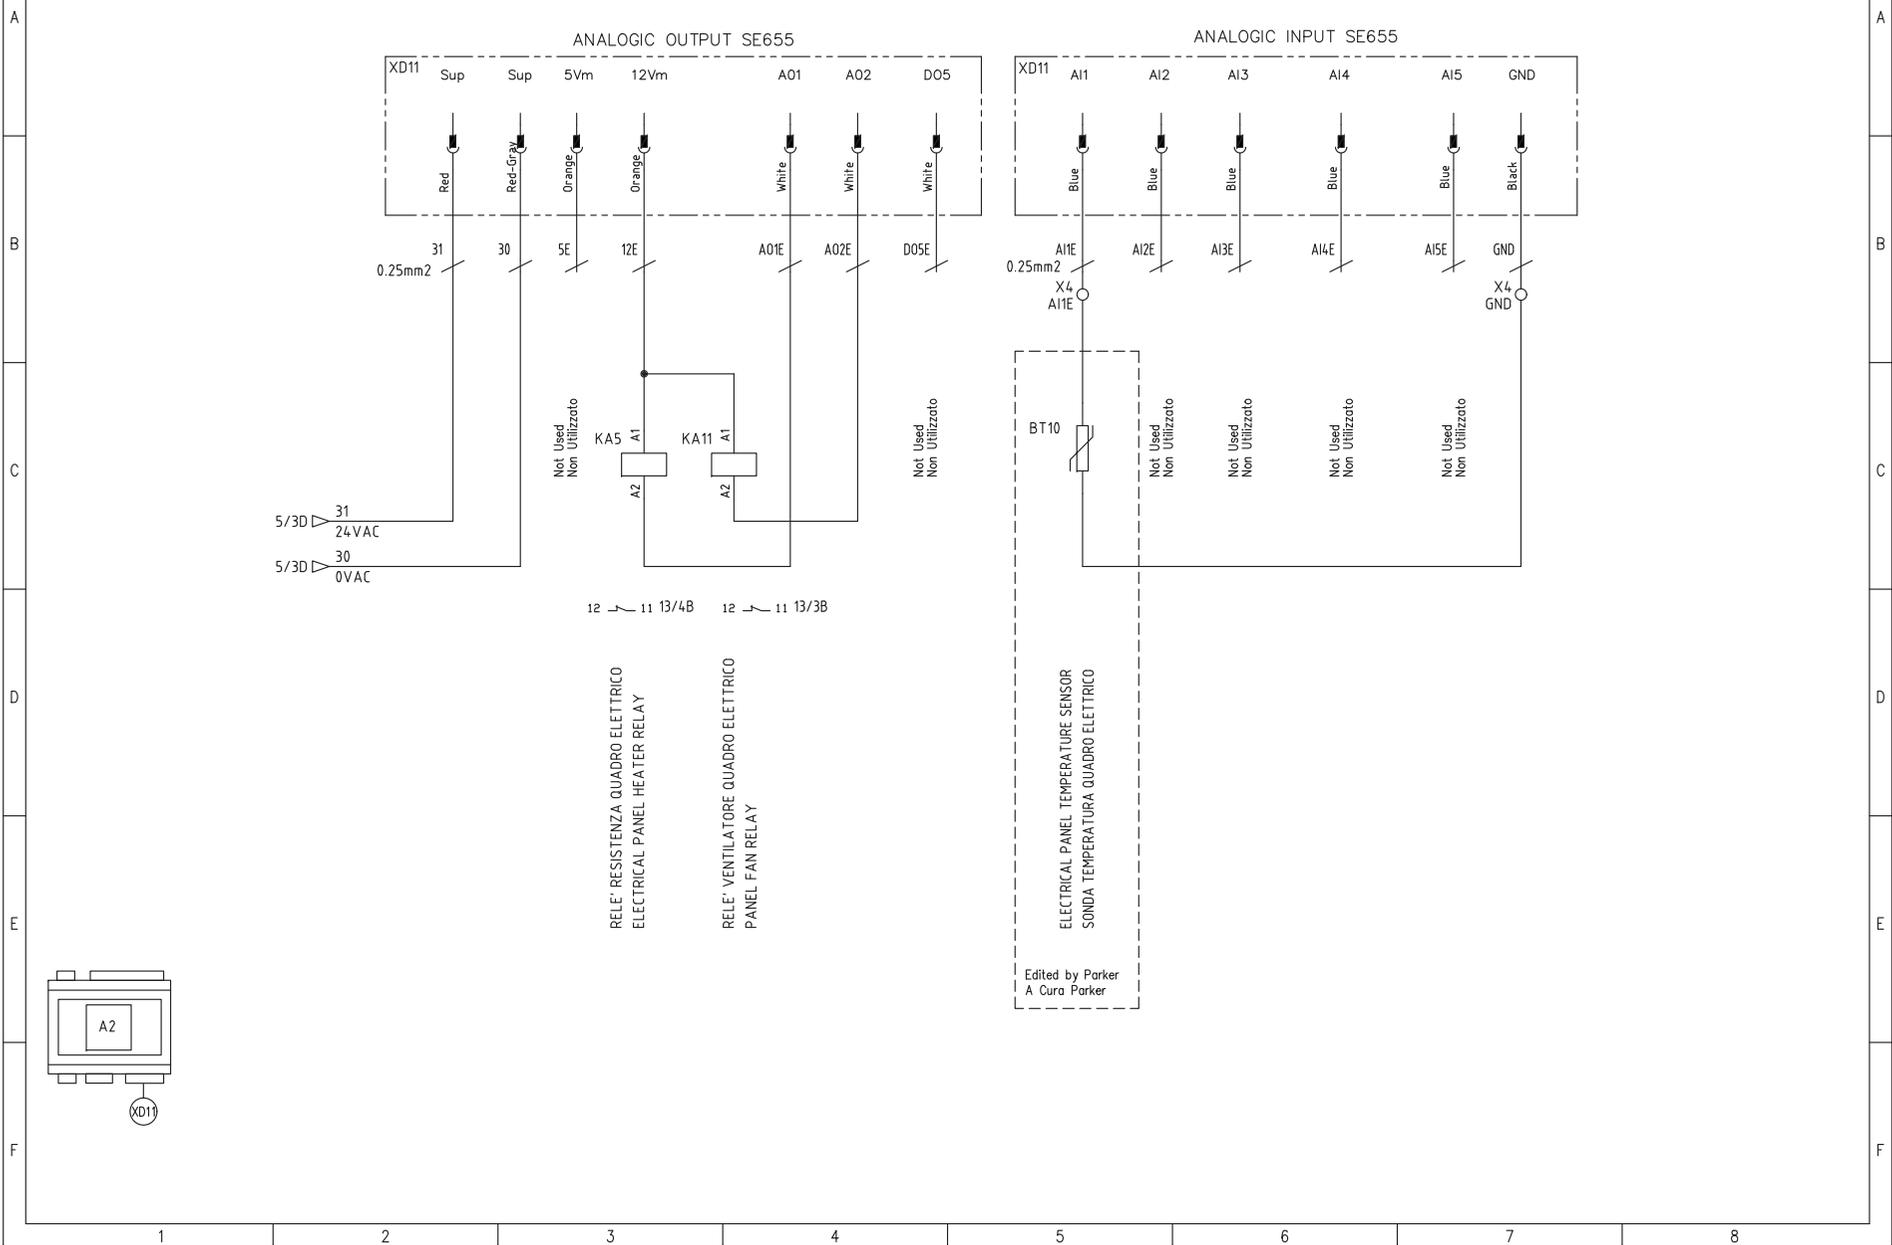 ANALOGIC OUTPUT SE655
ANALOGIC INPUT SE655
A
A
XD11
Sup Sup 5Vm 12Vm AO1 AO2 DO5
XD11
AI1 AI2 AI3 AI4 AI5 GND
Red
Red-Gray
Orange
Orange
White
White
White
Blue
Blue
Blue
Blue
Blue
Black
B
B
31 30 5E 12E AO1E AO2E DO5E
0.25mm2
AI1E AI2E AI3E AI4E AI5E GND
0.25mm2
X4
AI1E
X4
GND
Not Used
Non Utilizzato
KA5
A1
A2
KA11
A1
A2
Not Used
Non Utilizzato
BT10
Not Used
Non Utilizzato
Not Used
Non Utilizzato
Not Used
Non Utilizzato
Not Used
Non Utilizzato
C
C
5/3D
31
24VAC
5/3D
30
0VAC
12 11 13/4B
12 11 13/3B
D
D
RELE' RESISTENZA QUADRO ELETTRICO
ELECTRICAL PANEL HEATER RELAY
RELE' VENTILATORE QUADRO ELETTRICO
PANEL FAN RELAY
ELECTRICAL PANEL TEMPERATURE SENSOR
SONDA TEMPERATURA QUADRO ELETTRICO
E
E
Edited by Parker
A Cura Parker
A2
XD11
F
F
1 2 3 4 5 6 7 8